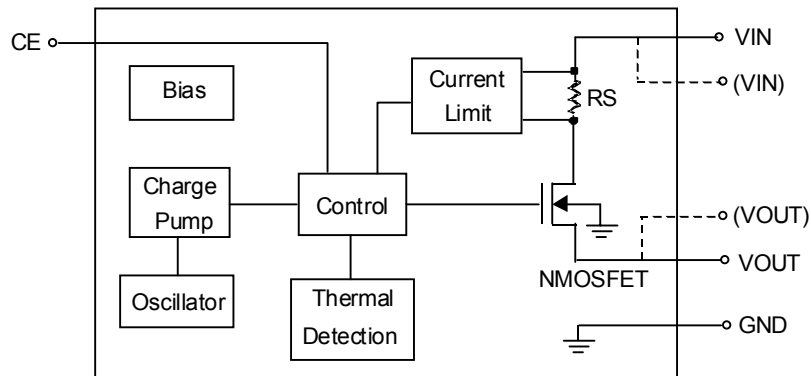 CE
VIN
(VIN)
Bias
Current
Limit
RS
Charge
Pump
Control
(VOUT)
VOUT
NMOSFET
Oscillator
Thermal
Detection
GND